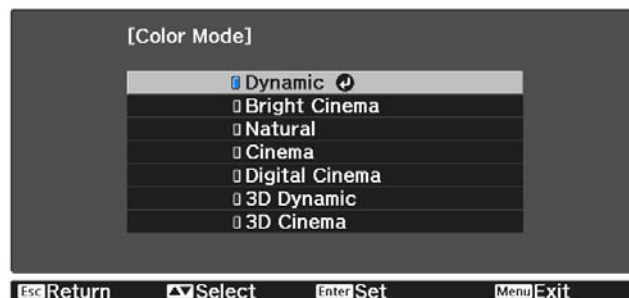 [Color Mode]
Dynamic
Bright Cinema
Natural
Cinema
Digital Cinema
3D Dynamic
3D Cinema
Esc Return Select Enter Set Menu Exit